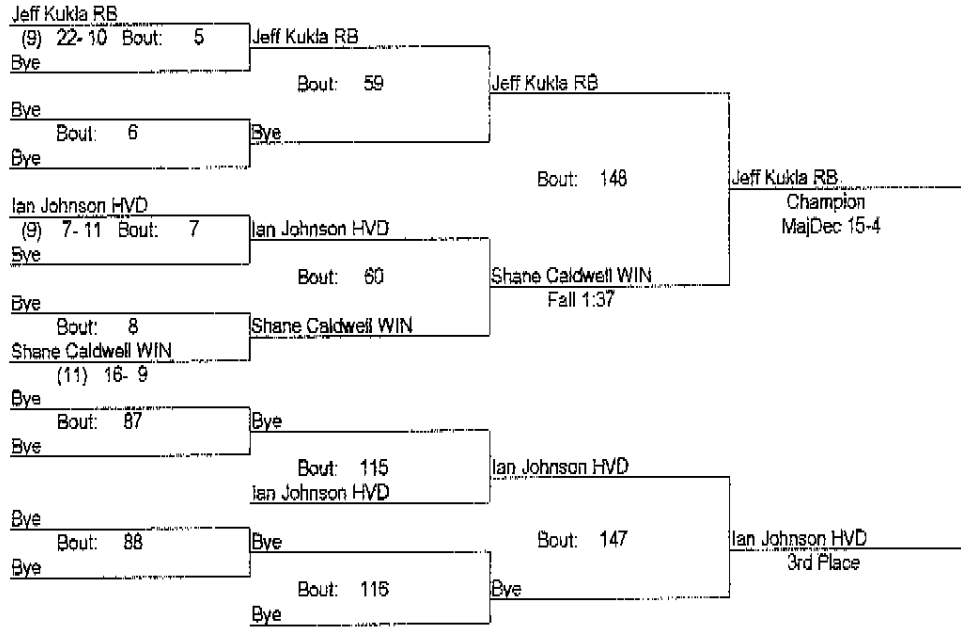 Jeff Kukla RB
(9) 22- 10 Bout: 5
Jeff Kukla RB
Bye
Bout: 59
Jeff Kukla RB
Bye
Bout: 6
Bye
Bye
Bout: 148
Jeff Kukla RB
Champion
MajDec 15-4
Ian Johnson HVD
(9) 7- 11 Bout: 7
Ian Johnson HVD
Bye
Bout: 60
Shane Caldwell WIN
Fall 1:37
Bye
Bout: 8
Shane Caldwell WIN
Shane Caldwell WIN
(11) 16- 9
Bye
Bout: 87
Bye
Bye
Bout: 115
Ian Johnson HVD
Ian Johnson HVD
Bye
Bout: 88
Bye
Bout: 147
Ian Johnson HVD
3rd Place
Bye
Bout: 116
Bye
Bye